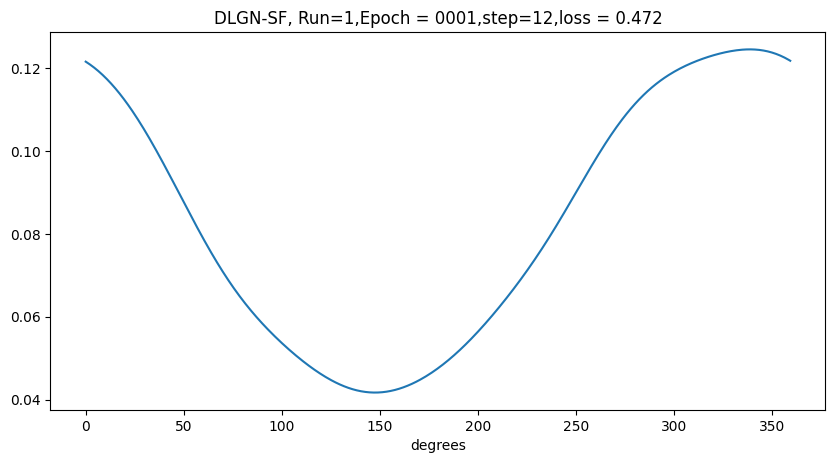 DLGN-SF, Run=1,Epoch = 0001,step=12,loss = 0.472
0.12
0.10
0.08
0.06
0.04
0 50 100 150 200 250 300 350
degrees